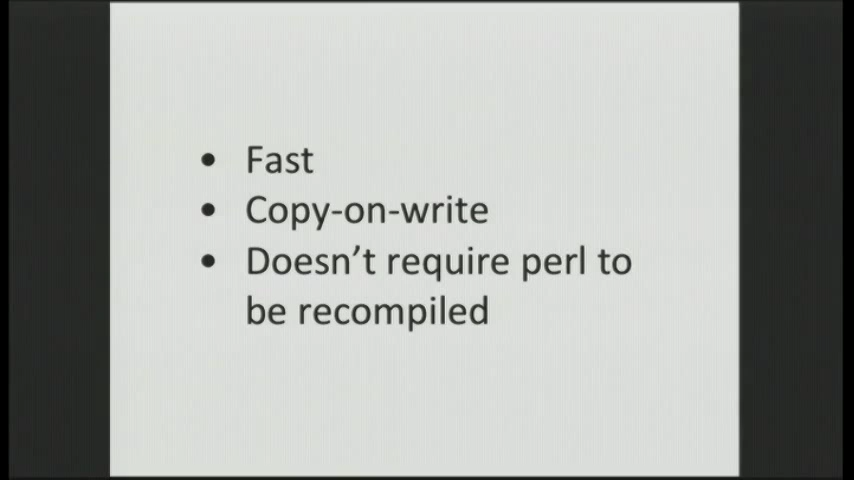 • Fast
• Copy-on-write
• Doesn’t require perl to
be recompiled